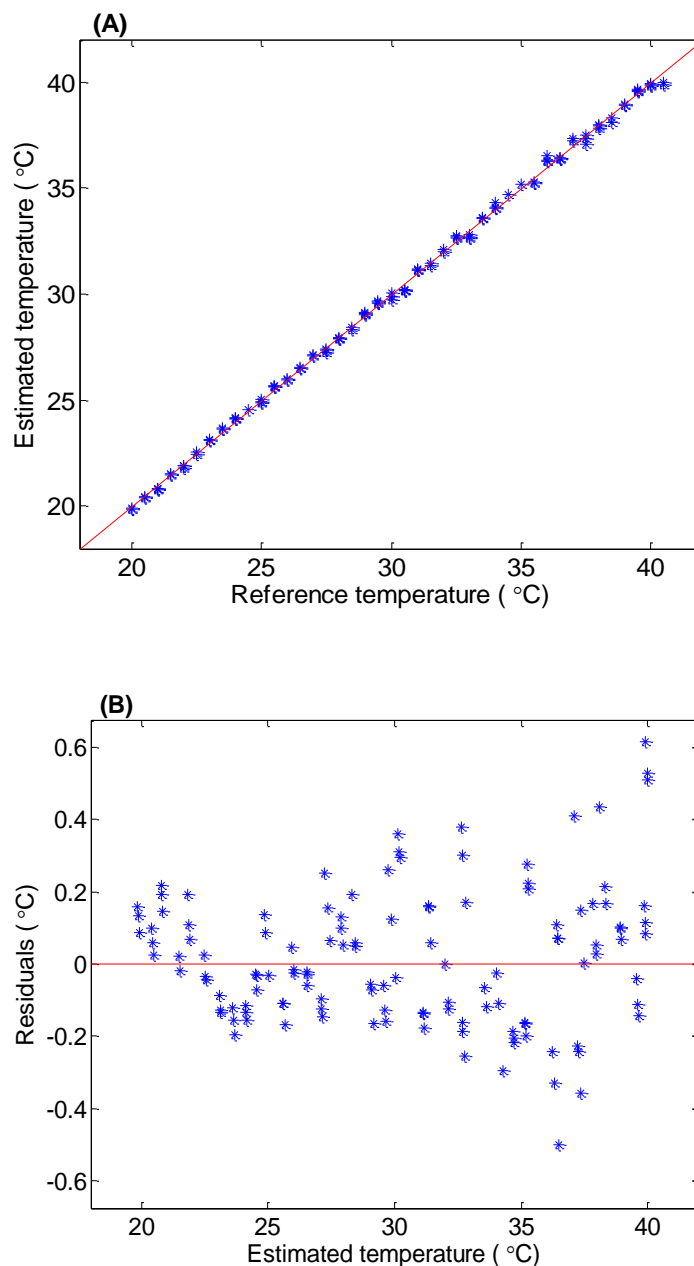 (A)
Estimated temperature ( °C)
40
35
30
25
20
20 25 30 35 40
Reference temperature ( °C)
(B)
Residuals ( °C)
0.6
0.4
0.2
0
-0.2
-0.4
-0.6
20 25 30 35 40
Estimated temperature ( °C)